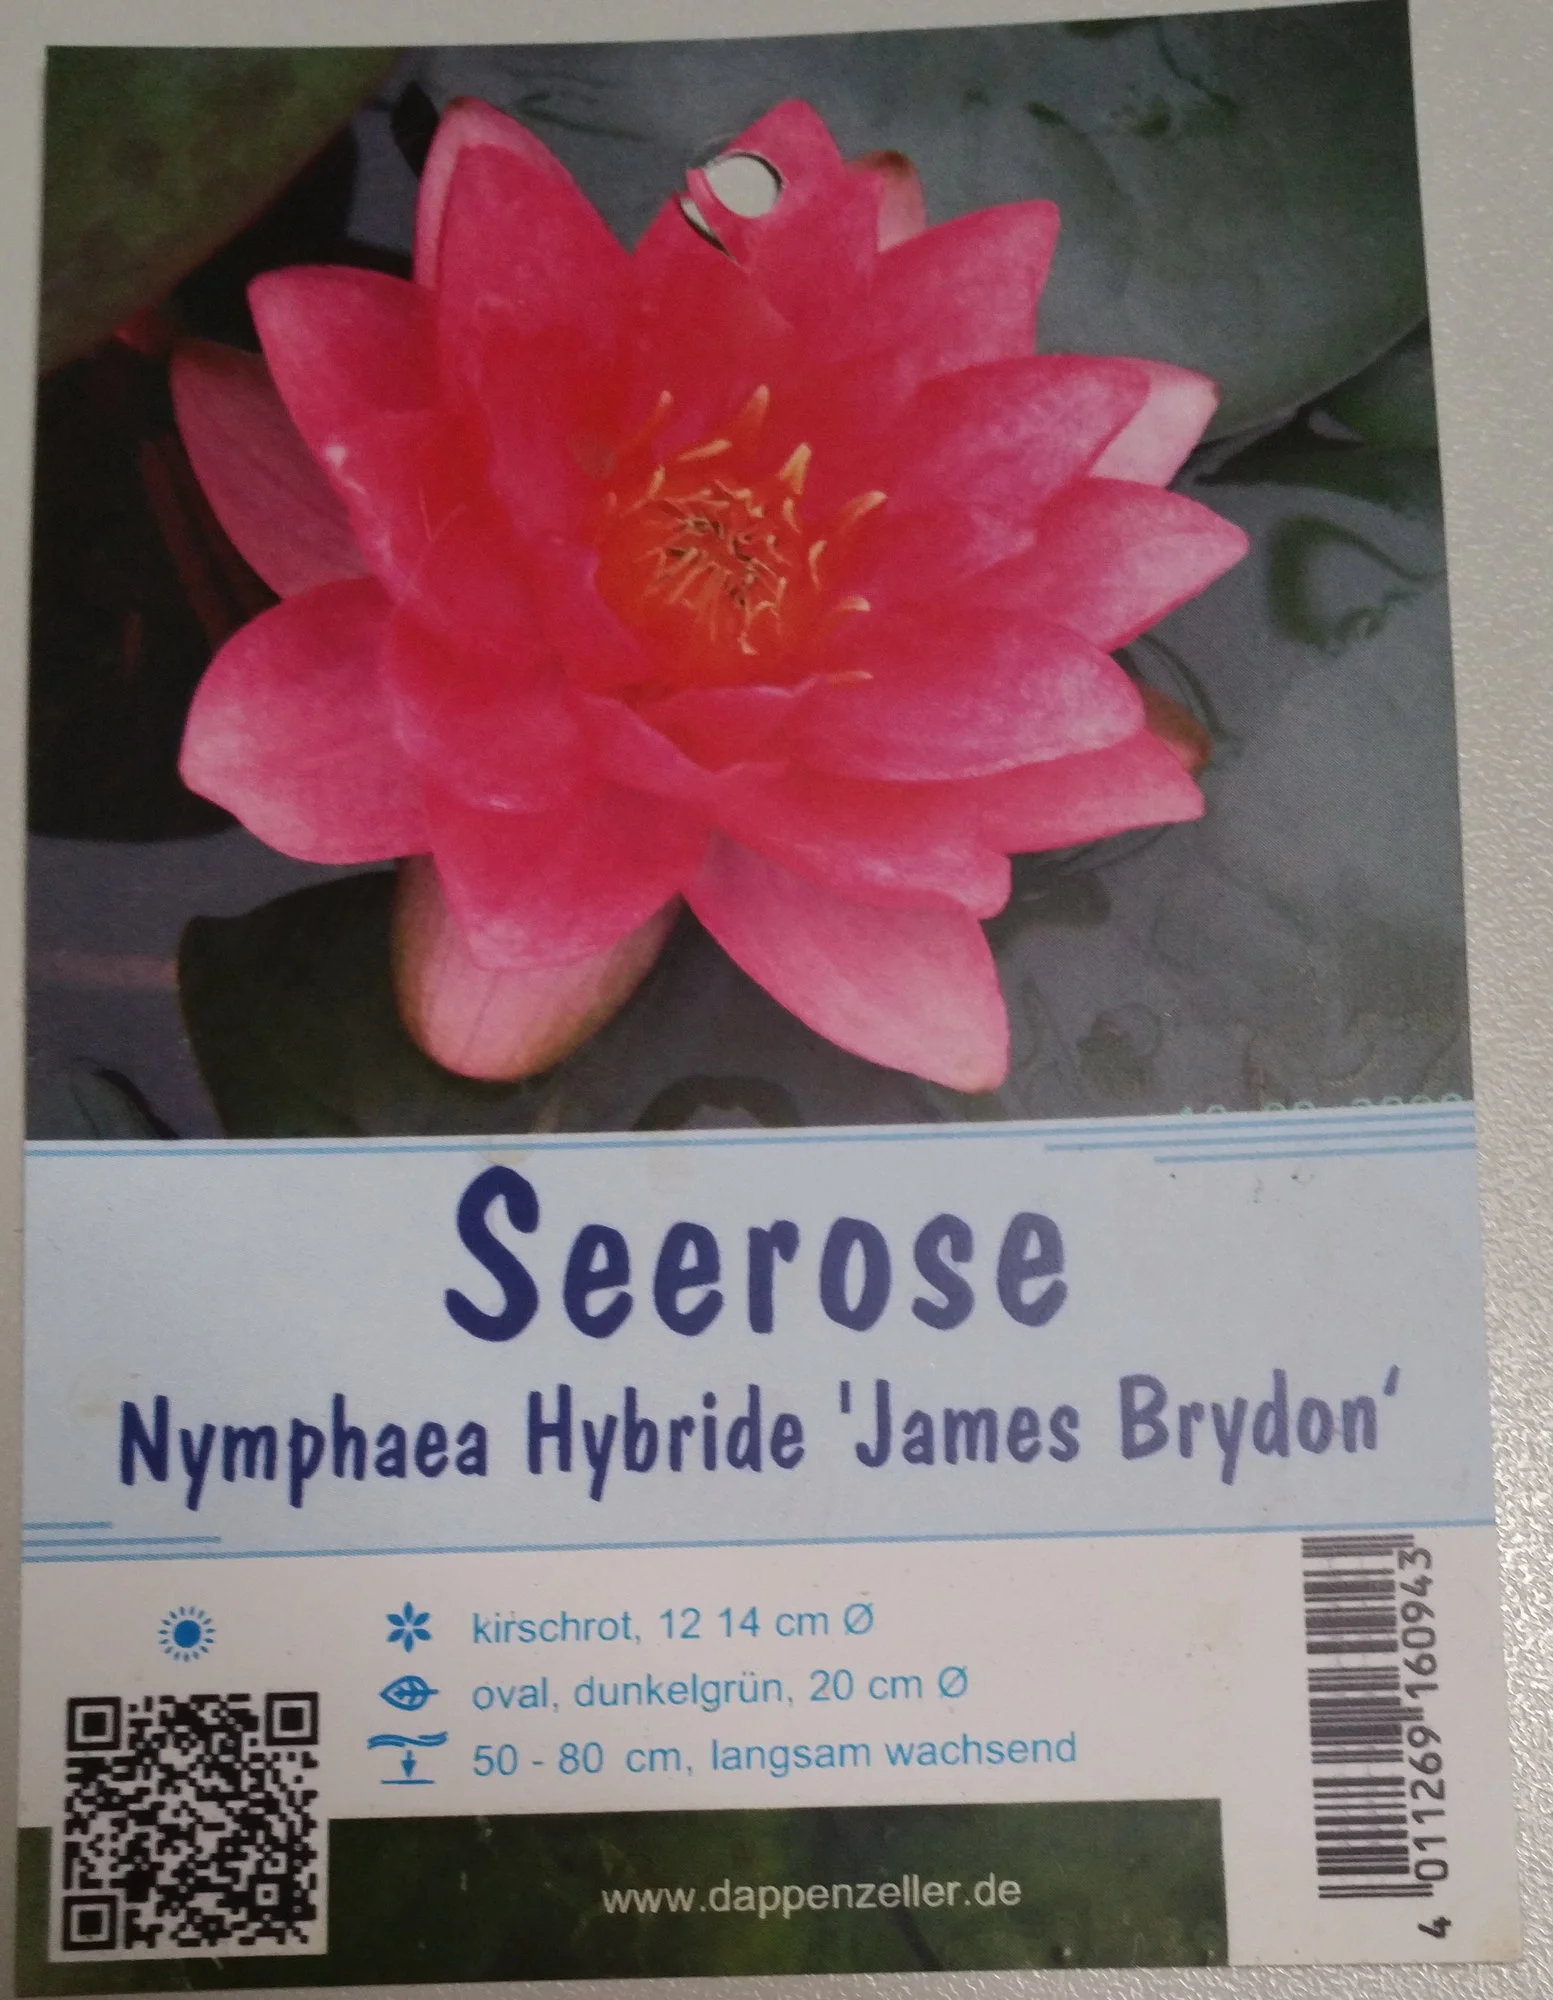 Seerose
Nymphaea Hybride 'James Brydon‘
kirschrot, 12 14 cm Ø
oval, dunkelgrün, 20 cm Ø
50 - 80 cm, langsam wachsend
www.dappenzeller.de
4 011269 160943